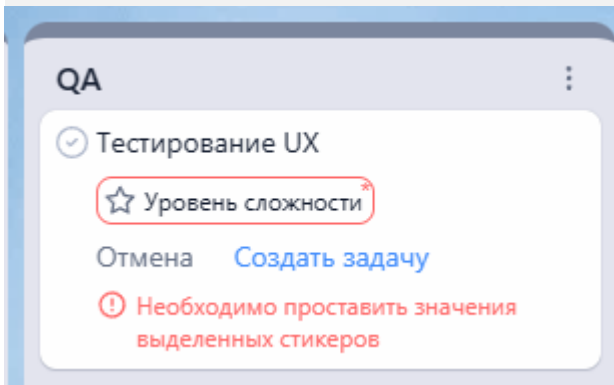 QA
Тестирование UX
Уровень сложности*
Отмена Создать задачу
Необходимо проставить значения
выделенных стикеров